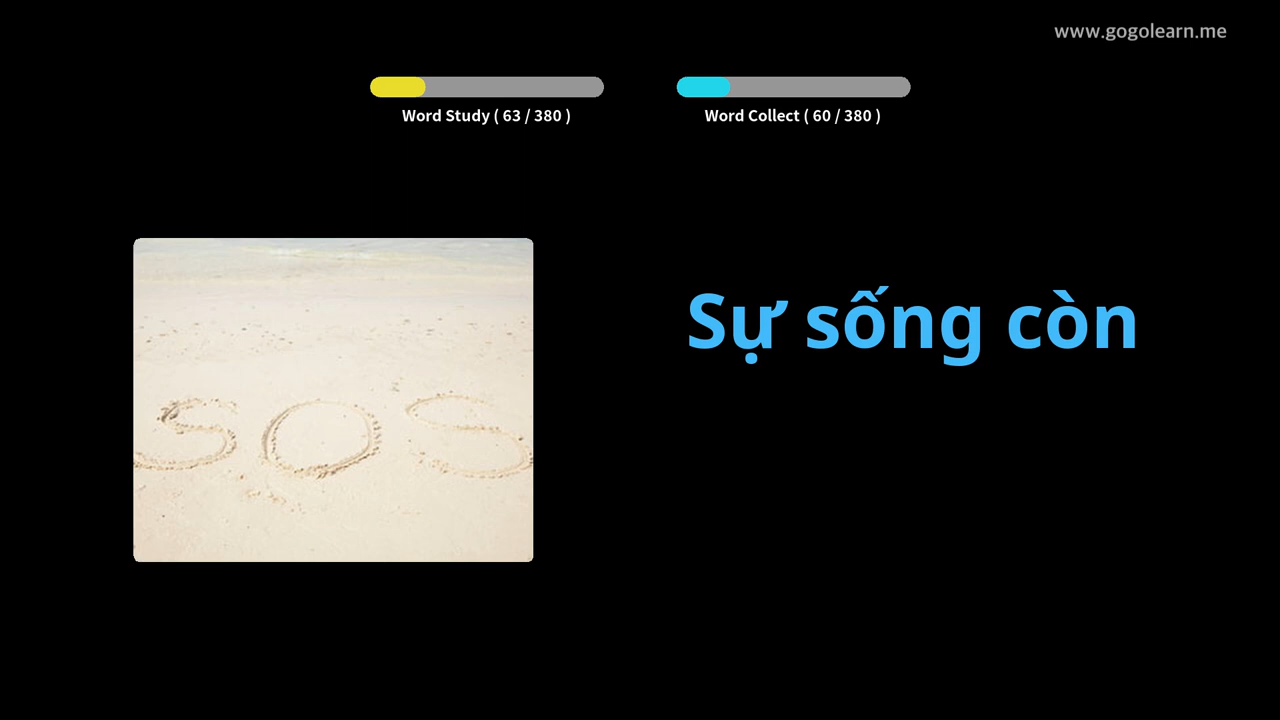 www.gogolearn.me
Word Study ( 63 / 380 )
Word Collect ( 60 / 380 )
Sự sống còn
SOS